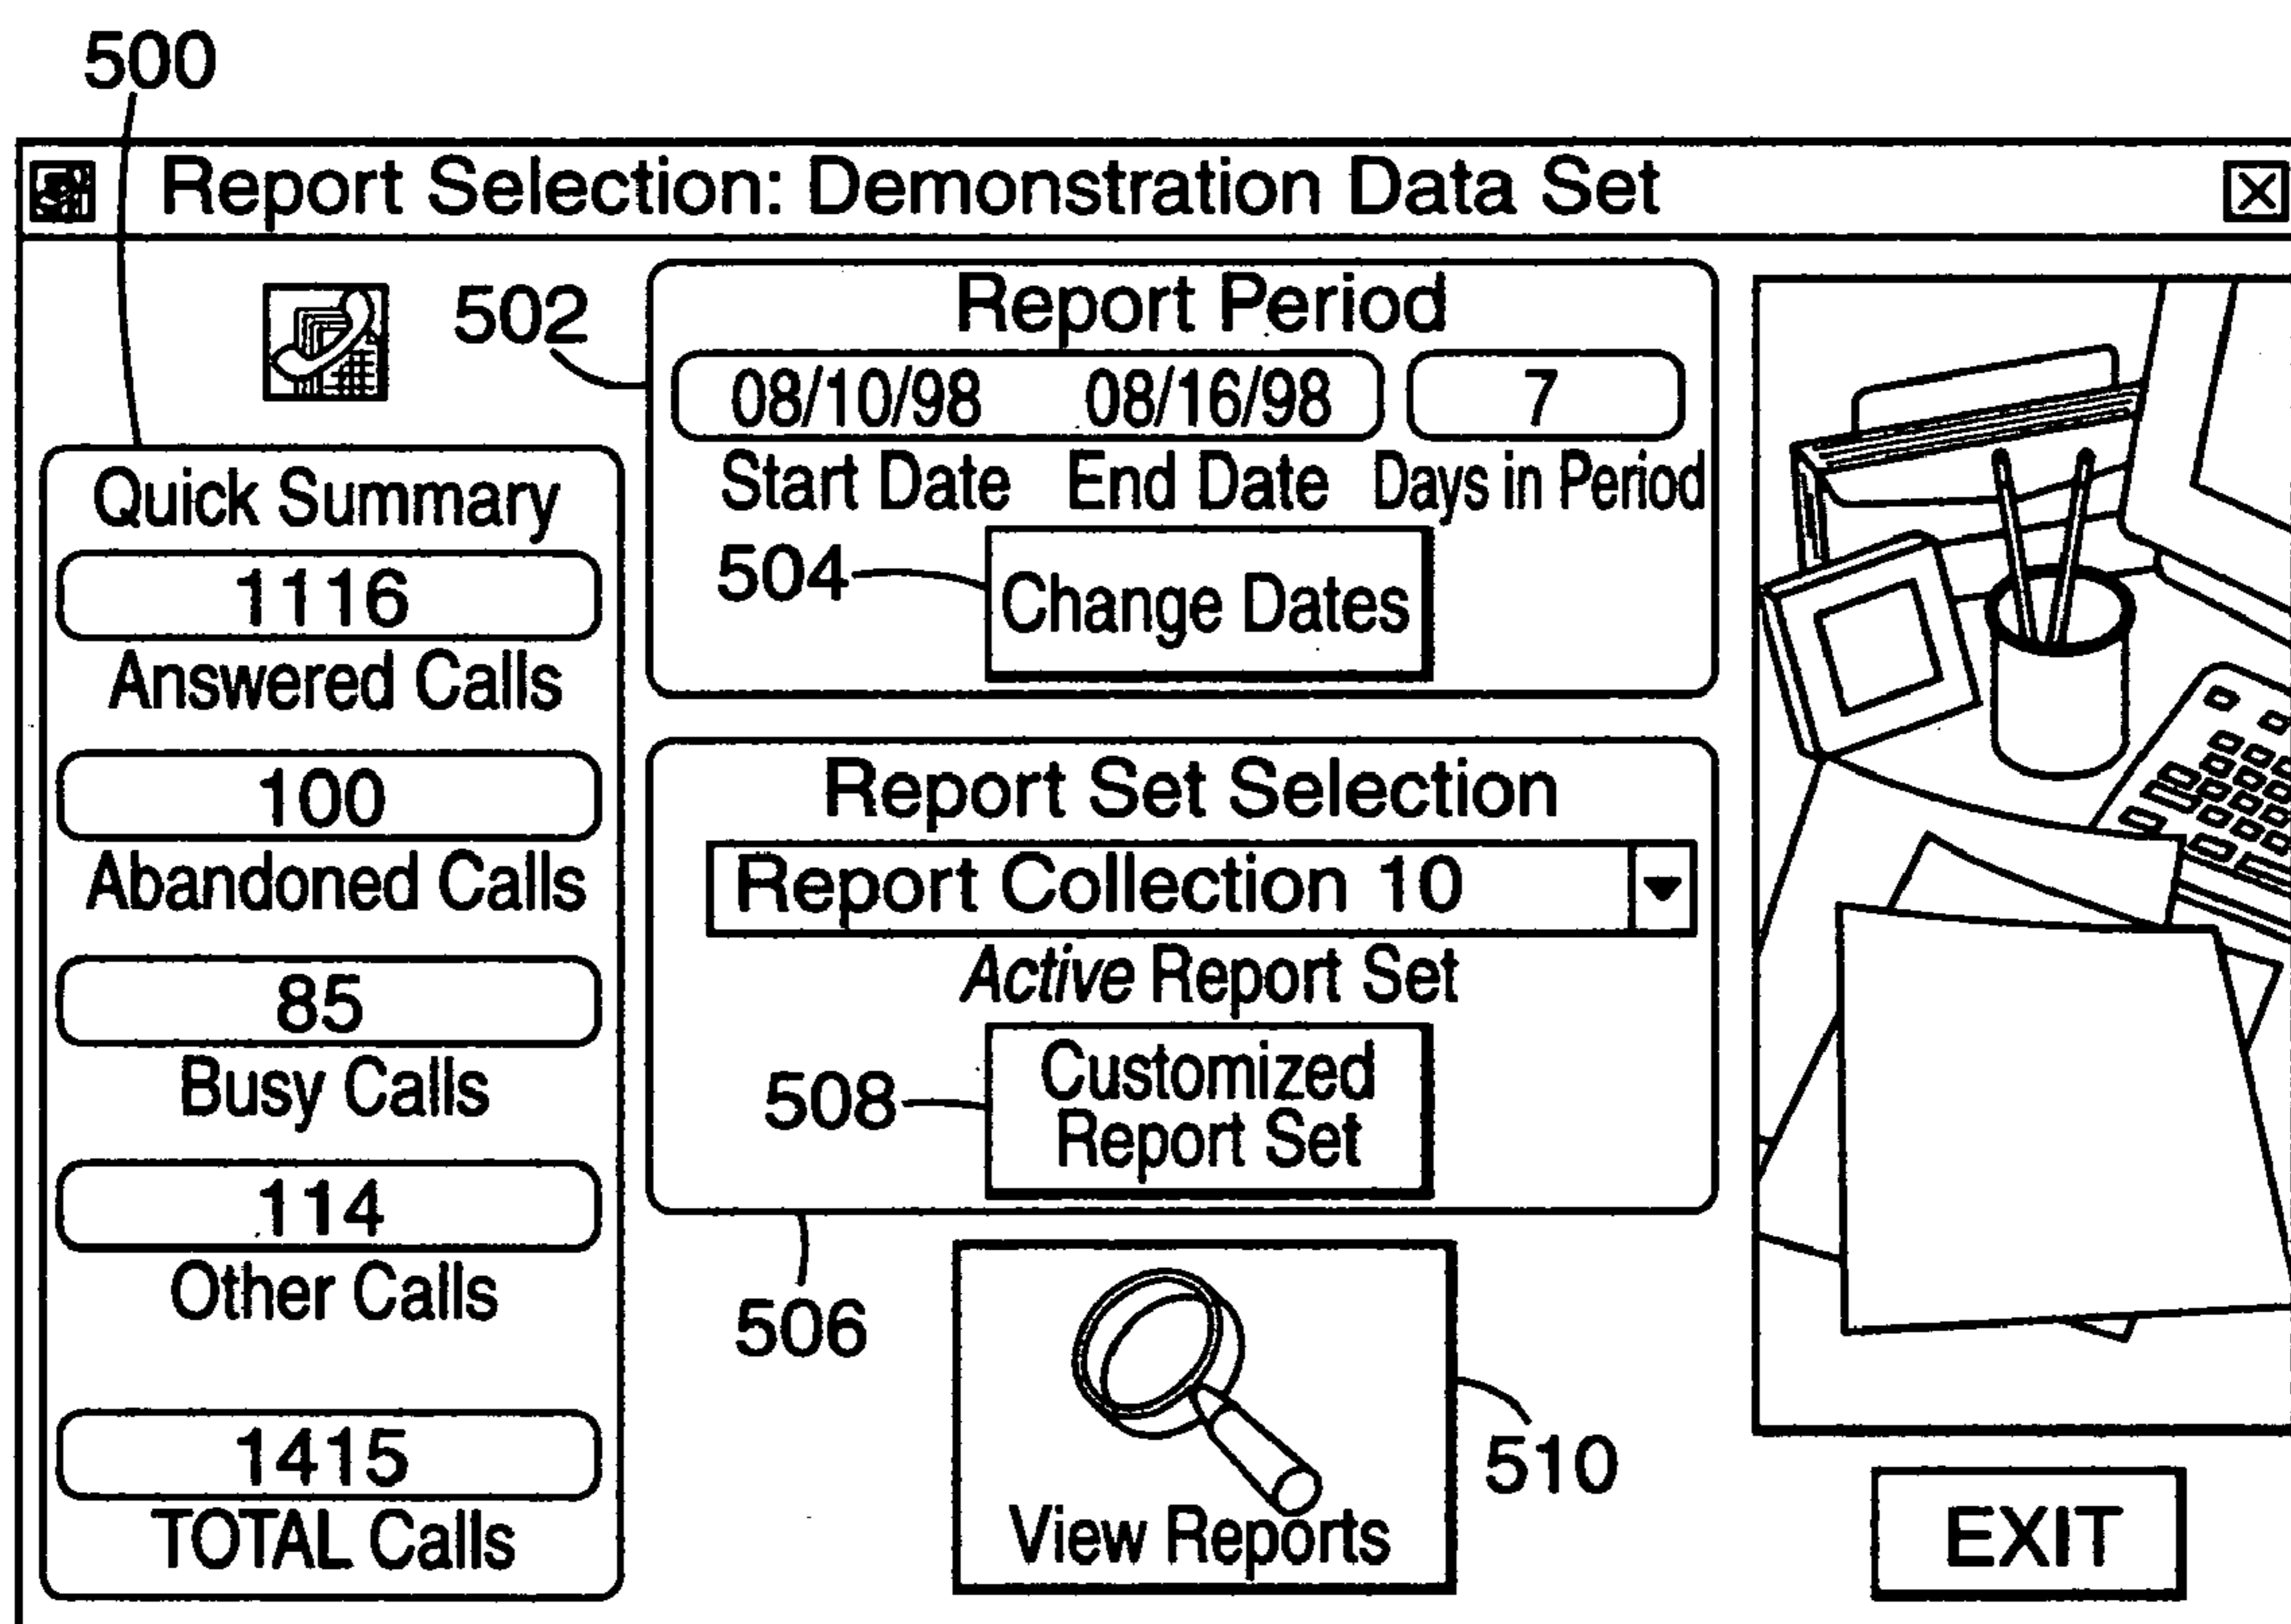 500
Report Selection: Demonstration Data Set
502
Report Period
08/10/98 08/16/98 7
Start Date End Date Days in Period
504
Change Dates
Quick Summary
1116
Answered Calls
100
Abandoned Calls
85
Busy Calls
114
Other Calls
1415
TOTAL Calls
Report Set Selection
Report Collection 10
Active Report Set
508
Customized
Report Set
506
View Reports
510
EXIT